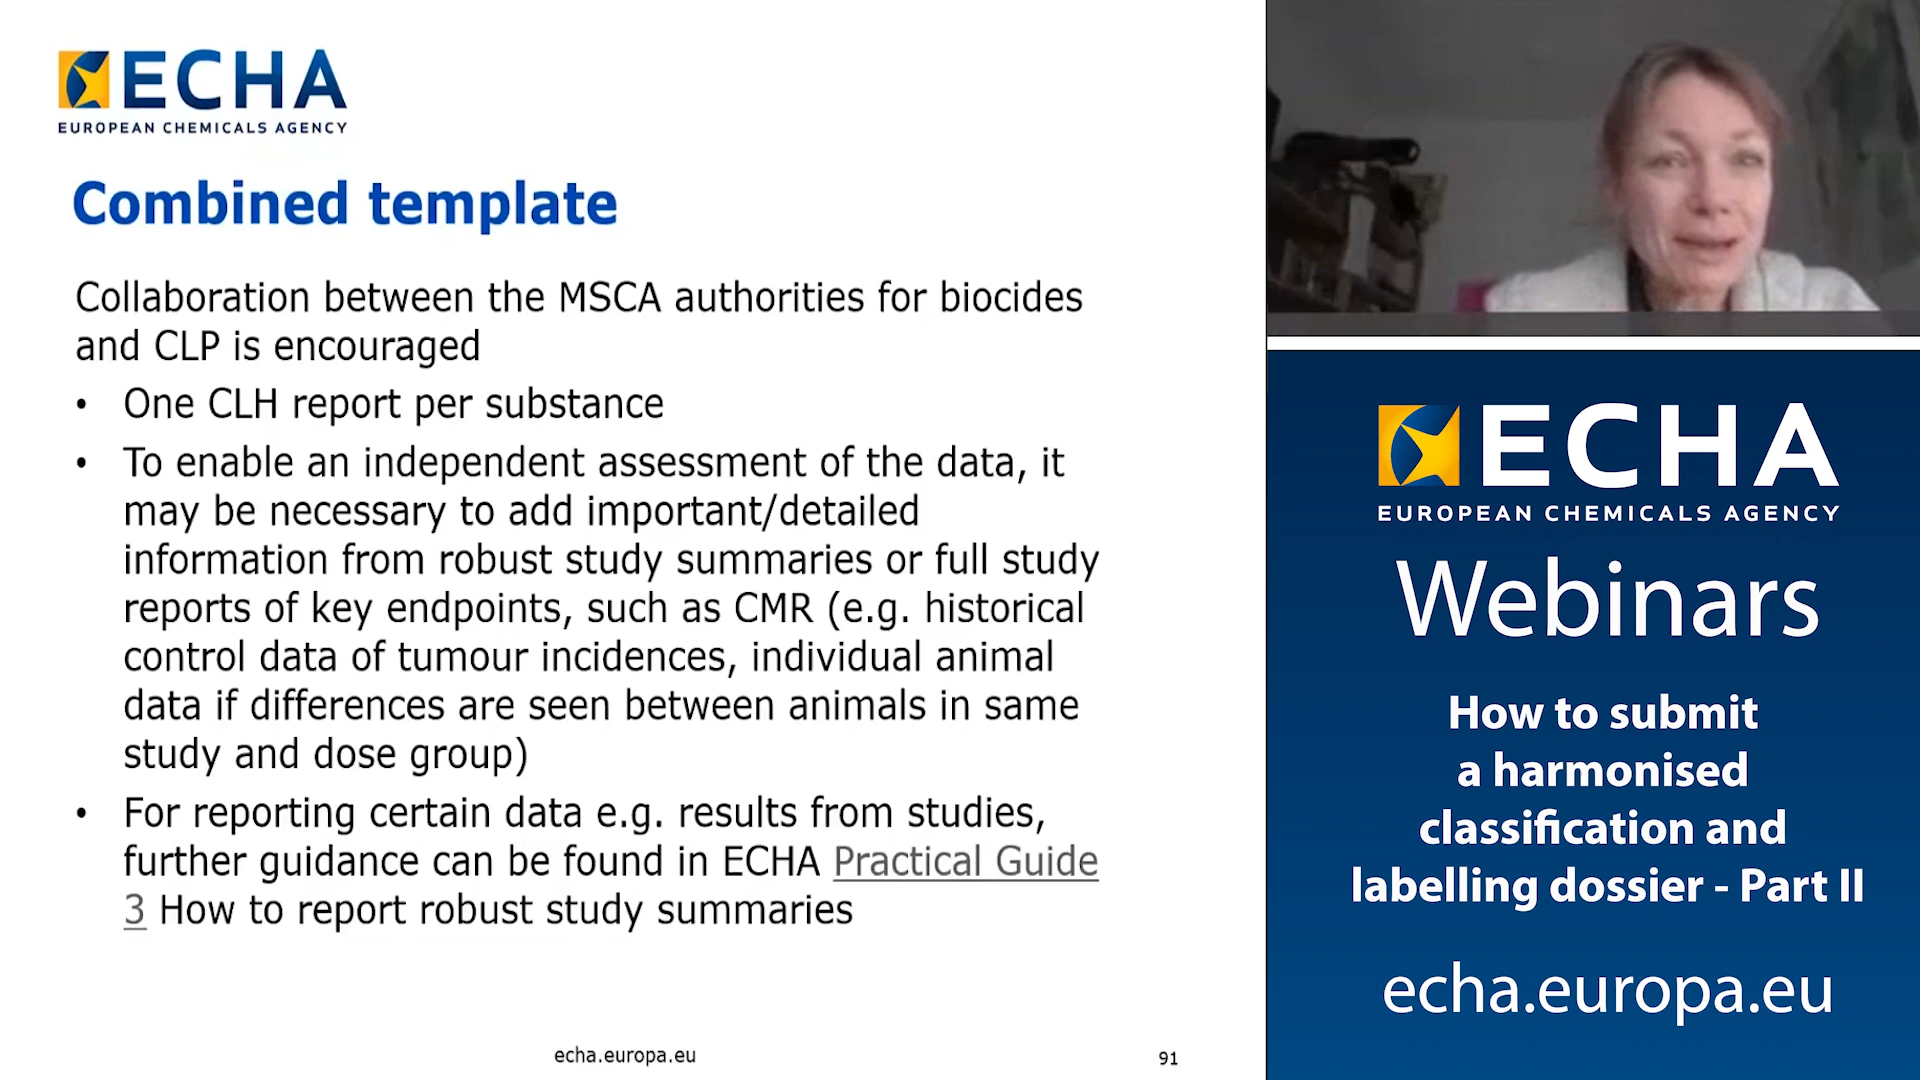 ECHA
EUROPEAN CHEMICALS AGENCY
Combined template
Collaboration between the MSCA authorities for biocides
and CLP is encouraged
• One CLH report per substance
• To enable an independent assessment of the data, it
may be necessary to add important/detailed
information from robust study summaries or full study
reports of key endpoints, such as CMR (e.g. historical
control data of tumour incidences, individual animal
data if differences are seen between animals in same
study and dose group)
• For reporting certain data e.g. results from studies,
further guidance can be found in ECHA Practical Guide
3 How to report robust study summaries
echa.europa.eu
91
ECHA
EUROPEAN CHEMICALS AGENCY
Webinars
How to submit
a harmonised
classification and
labelling dossier - Part II
echa.europa.eu